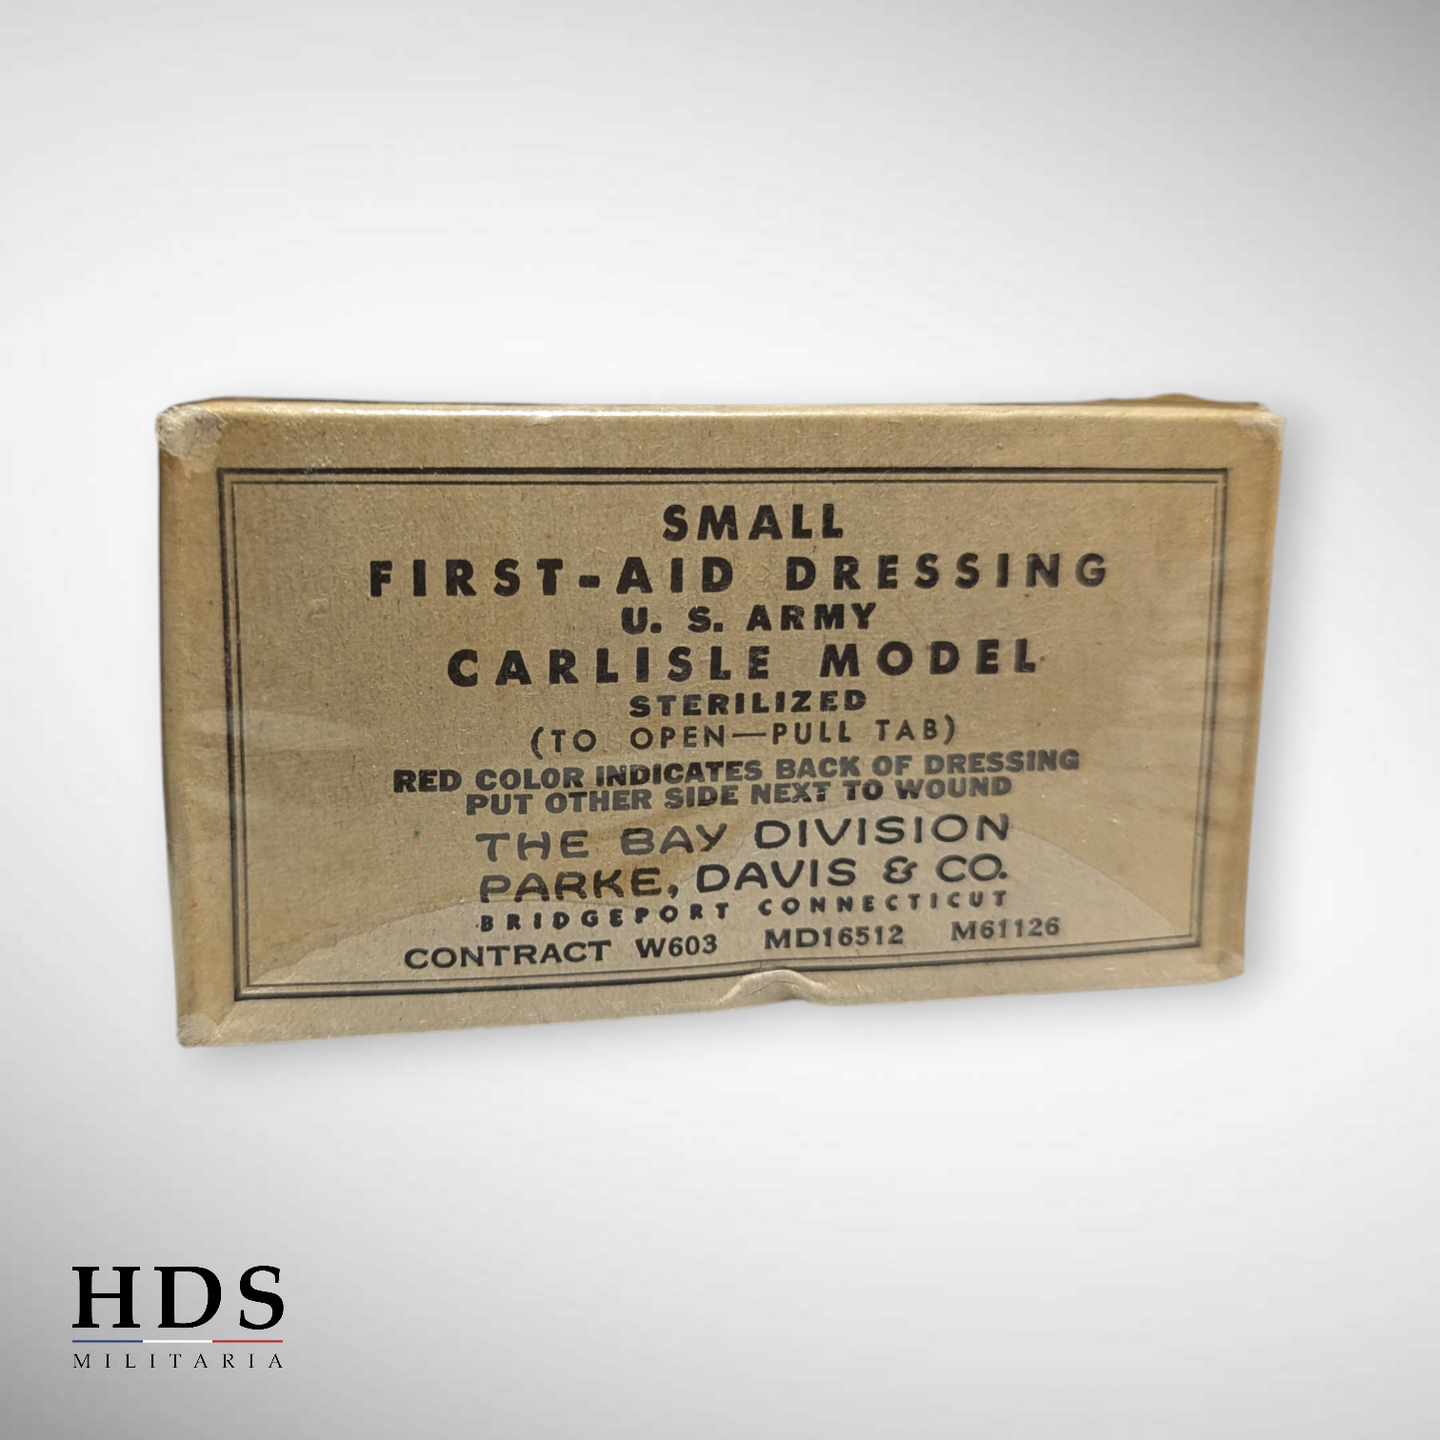 SMALL
FIRST-AID DRESSING
U. S. ARMY
CARLISLE MODEL
STERILIZED
(TO OPEN—PULL TAB)
RED COLOR INDICATES BACK OF DRESSING
PUT OTHER SIDE NEXT TO WOUND
THE BAY DIVISION
PARKE, DAVIS & CO.
BRIDGEPORT CONNECTICUT
CONTRACT W603 MD16512 M61126
HDS
MILITARIA